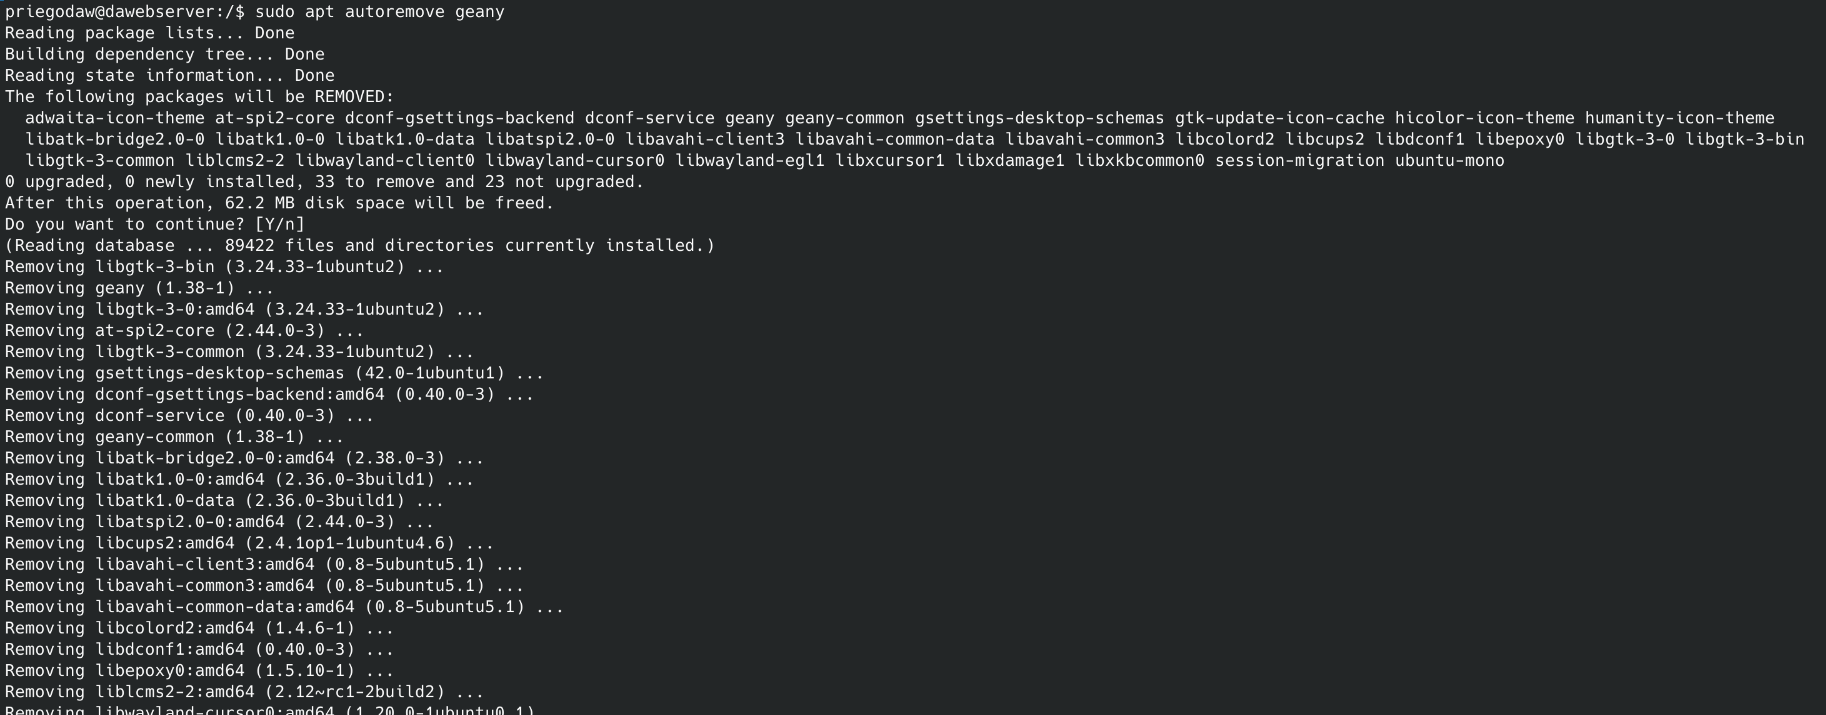 priegodaw@dawebserver:/$ sudo apt autoremove geany
Reading package lists... Done
Building dependency tree... Done
Reading state information... Done
The following packages will be REMOVED:
  adwaita-icon-theme at-spi2-core dconf-gsettings-backend dconf-service geany geany-common gsettings-desktop-schemas gtk-update-icon-cache hicolor-icon-theme humanity-icon-theme
  libatk-bridge2.0-0 libatk1.0-0 libatk1.0-data libatspi2.0-0 libavahi-client3 libavahi-common-data libavahi-common3 libcolord2 libcups2 libdconf1 libepoxy0 libgtk-3-0 libgtk-3-bin
  libgtk-3-common liblcms2-2 libwayland-client0 libwayland-cursor0 libwayland-egl1 libxcursor1 libxdamage1 libxkbcommon0 session-migration ubuntu-mono
0 upgraded, 0 newly installed, 33 to remove and 23 not upgraded.
After this operation, 62.2 MB disk space will be freed.
Do you want to continue? [Y/n]
(Reading database ... 89422 files and directories currently installed.)
Removing libgtk-3-bin (3.24.33-1ubuntu2) ...
Removing geany (1.38-1) ...
Removing libgtk-3-0:amd64 (3.24.33-1ubuntu2) ...
Removing at-spi2-core (2.44.0-3) ...
Removing libgtk-3-common (3.24.33-1ubuntu2) ...
Removing gsettings-desktop-schemas (42.0-1ubuntu1) ...
Removing dconf-gsettings-backend:amd64 (0.40.0-3) ...
Removing dconf-service (0.40.0-3) ...
Removing geany-common (1.38-1) ...
Removing libatk-bridge2.0-0:amd64 (2.38.0-3) ...
Removing libatk1.0-0:amd64 (2.36.0-3build1) ...
Removing libatk1.0-data (2.36.0-3build1) ...
Removing libatspi2.0-0:amd64 (2.44.0-3) ...
Removing libcups2:amd64 (2.4.1op1-1ubuntu4.6) ...
Removing libavahi-client3:amd64 (0.8-5ubuntu5.1) ...
Removing libavahi-common3:amd64 (0.8-5ubuntu5.1) ...
Removing libavahi-common-data:amd64 (0.8-5ubuntu5.1) ...
Removing libcolord2:amd64 (1.4.6-1) ...
Removing libdconf1:amd64 (0.40.0-3) ...
Removing libepoxy0:amd64 (1.5.10-1) ...
Removing liblcms2-2:amd64 (2.12~rc1-2build2) ...
Removing libwayland-cursor0:amd64 (1.20.0-1ubuntu0.1)